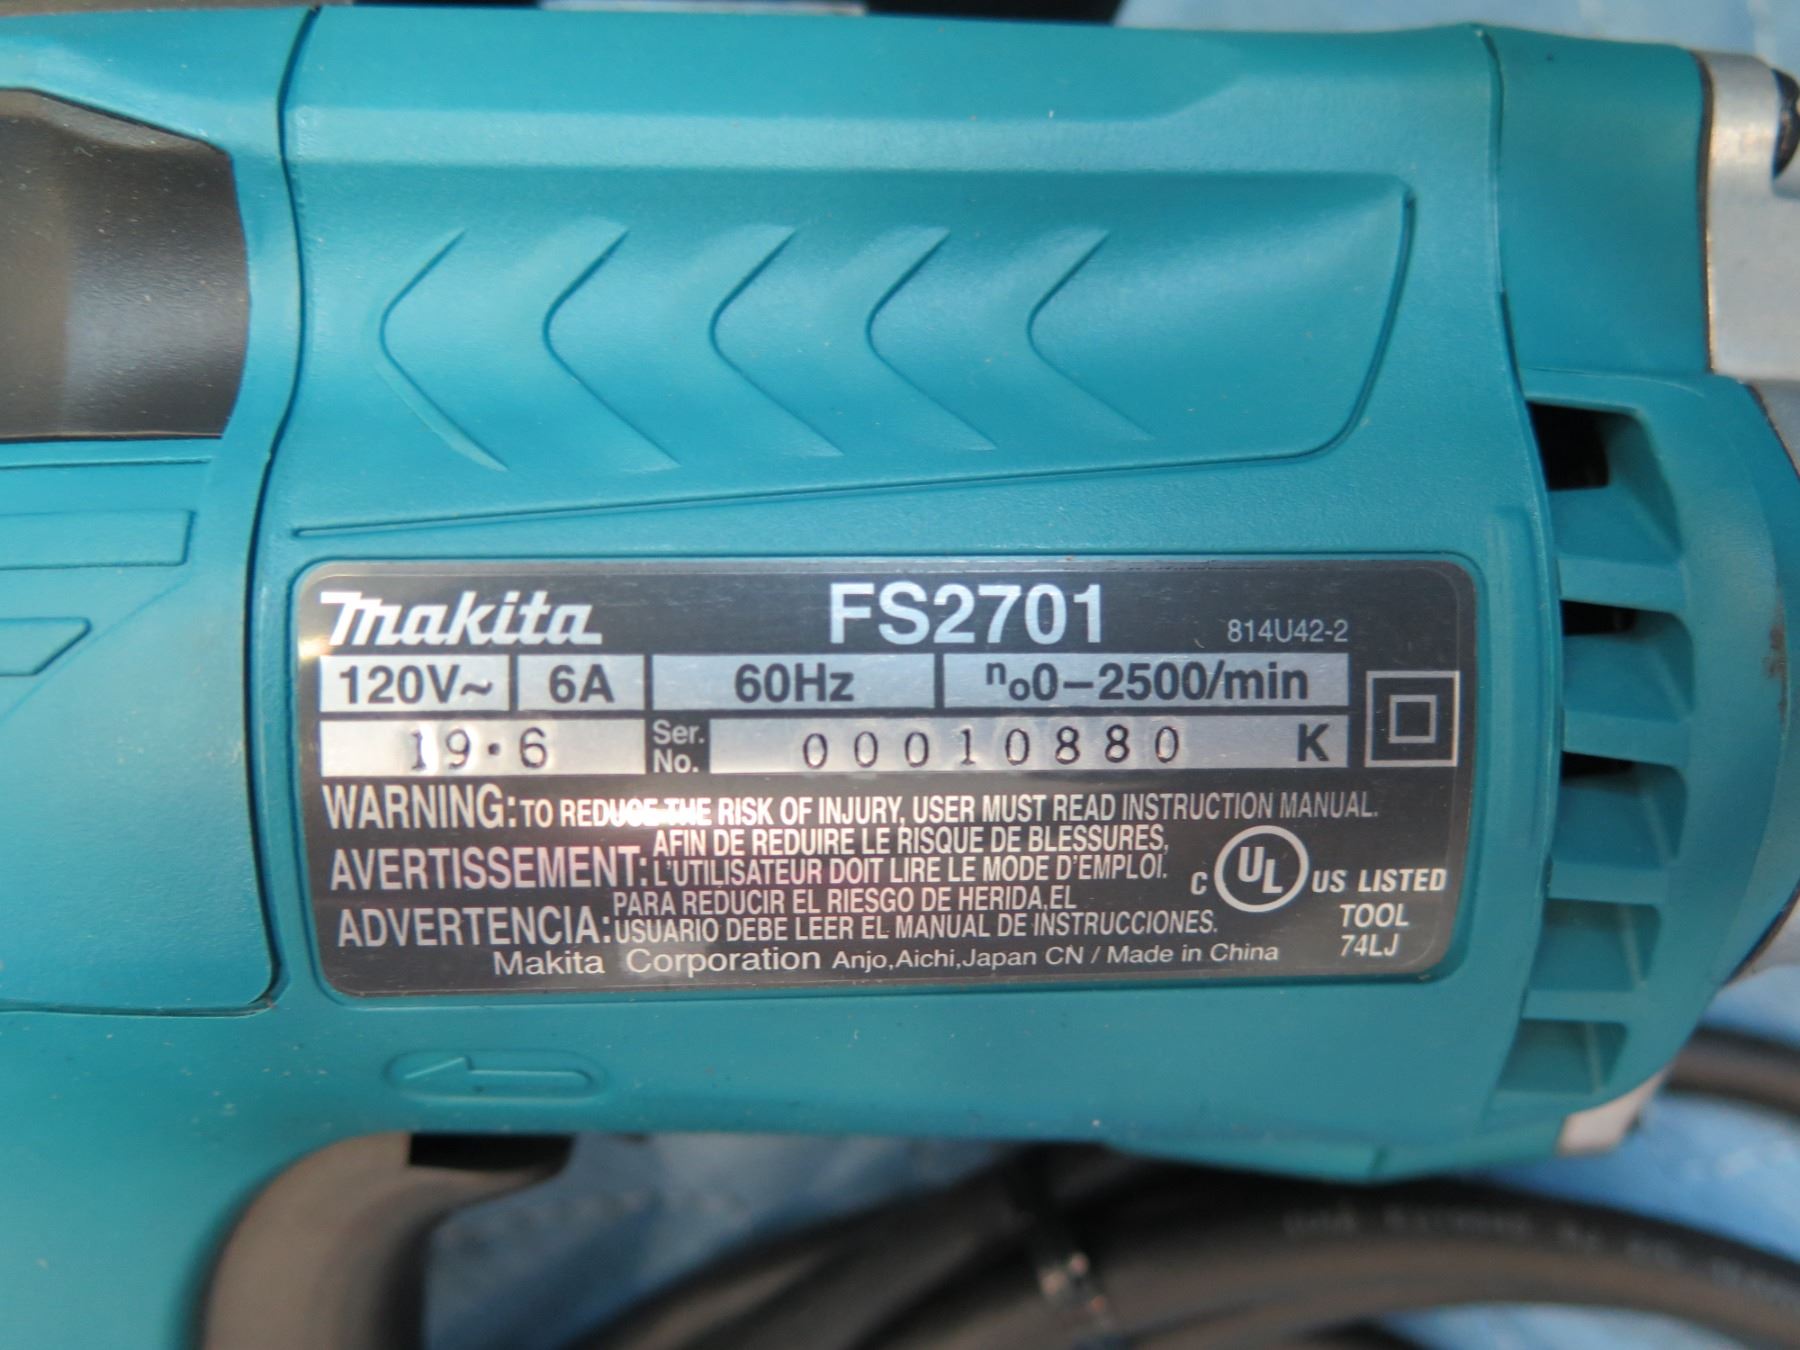 makita FS2701 814U42-2
120V~ 6A 60Hz no0-2500/min
19.6 Ser. No. 00010880 K
WARNING: TO REDUCE THE RISK OF INJURY, USER MUST READ INSTRUCTION MANUAL.
AVERTISSEMENT: AFIN DE REDUIRE LE RISQUE DE BLESSURES,
L'UTILISATEUR DOIT LIRE LE MODE D'EMPLOI.
ADVERTENCIA: PARA REDUCIR EL RIESGO DE HERIDA, EL
USUARIO DEBE LEER EL MANUAL DE INSTRUCCIONES.
C UL US LISTED
TOOL
74LJ
Makita Corporation Anjo, Aichi, Japan CN / Made in China